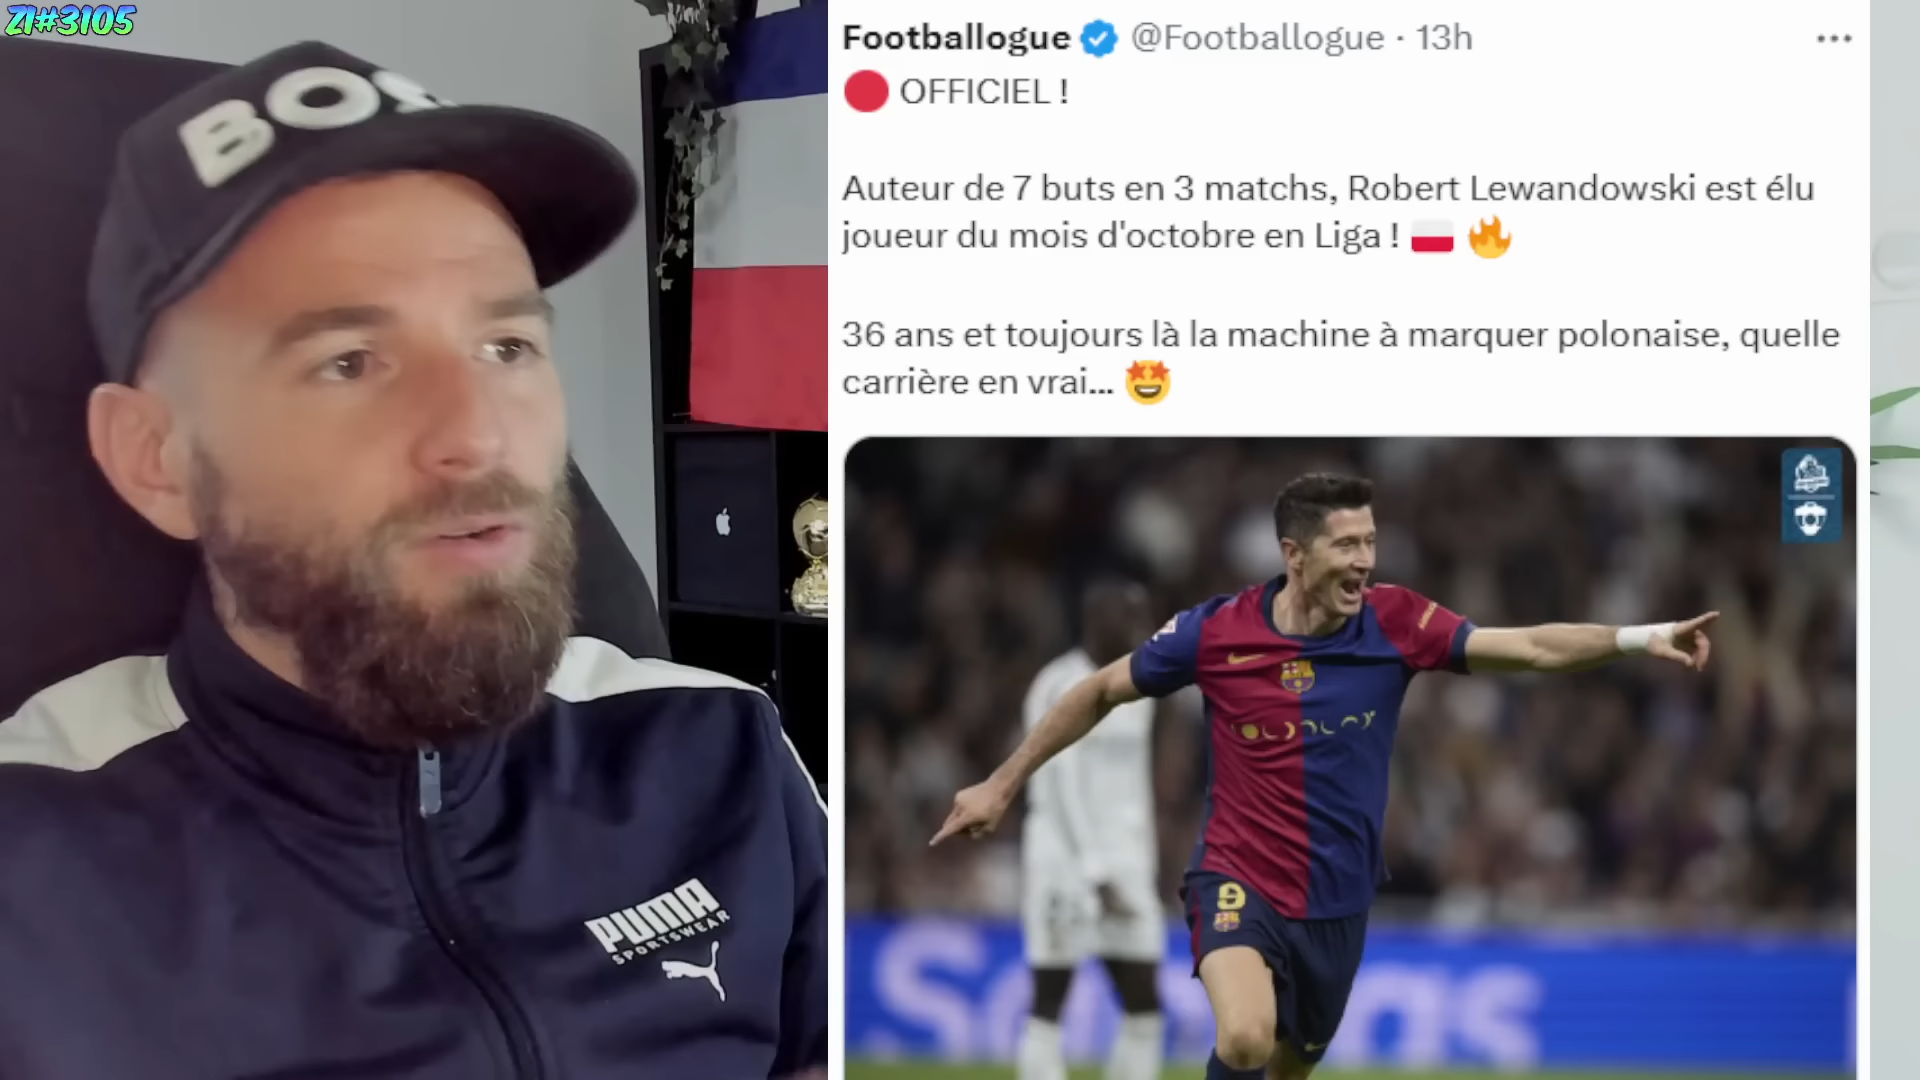 ZI#3105
BOSS
PUMA
SPORTSWEAR
Footballogue @Footballogue · 13h
OFFICIEL !
Auteur de 7 buts en 3 matchs, Robert Lewandowski est élu
joueur du mois d'octobre en Liga !
36 ans et toujours là la machine à marquer polonaise, quelle
carrière en vrai...
9